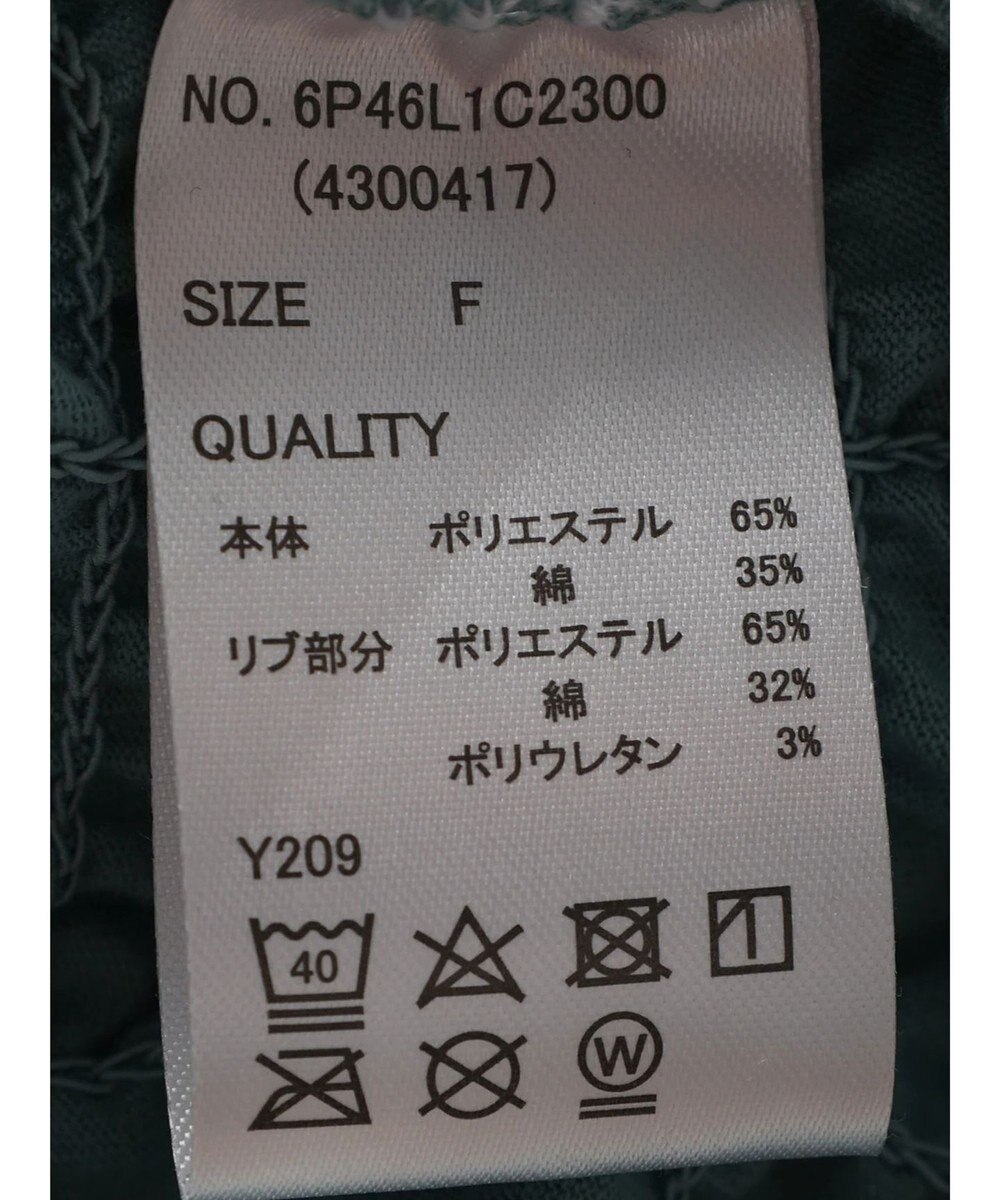 NO. 6P46L1C2300
(4300417)
SIZE F
QUALITY
本体 ポリエステル 65%
綿 35%
リブ部分 ポリエステル 65%
綿 32%
ポリウレタン 3%
Y209
40
W